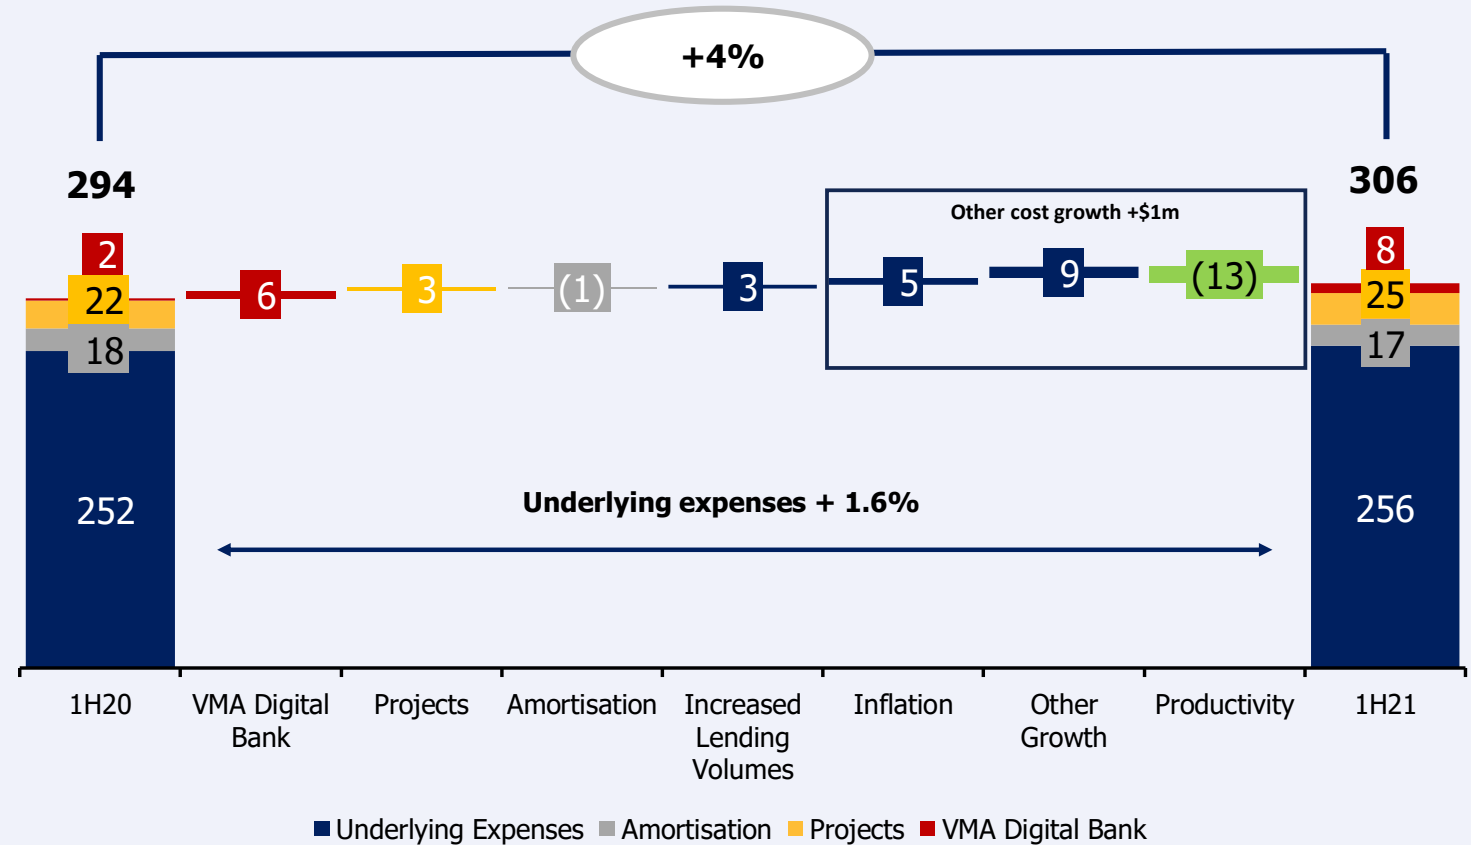 +4%
294
306
Other cost growth +$1m
2
22
18
252
6
3
(1)
3
5
9
(13)
8
25
17
256
Underlying expenses + 1.6%
1H20
VMA Digital
Bank
Projects
Amortisation
Increased
Lending
Volumes
Inflation
Other
Growth
Productivity
1H21
Underlying Expenses
Amortisation
Projects
VMA Digital Bank